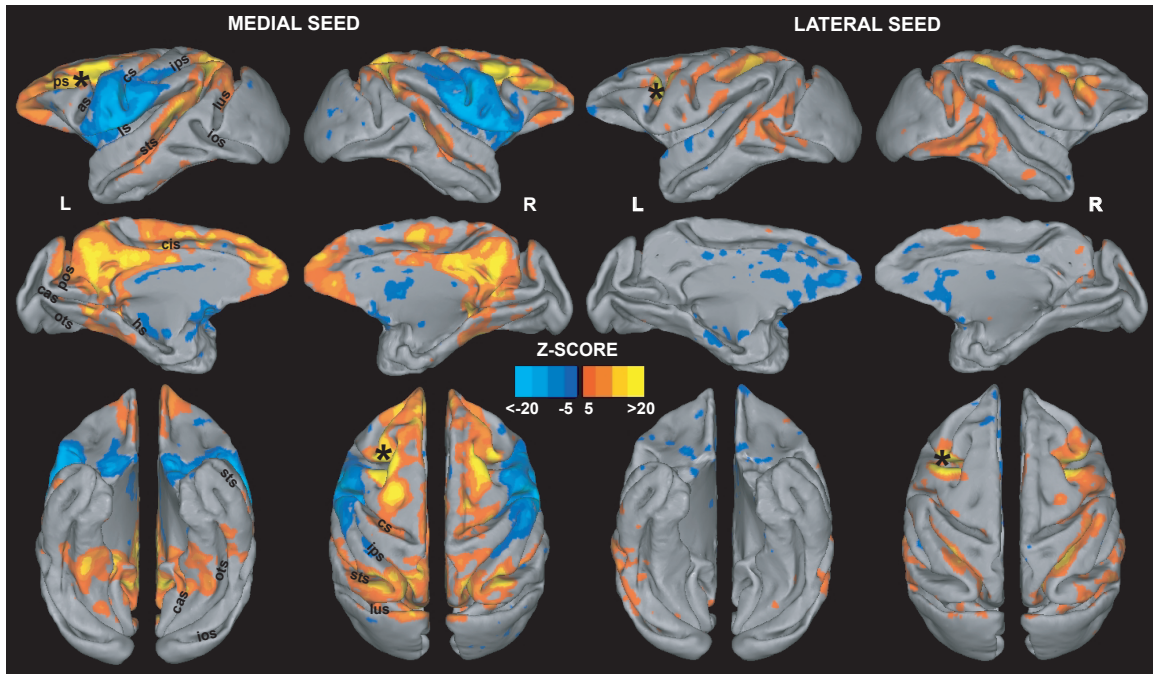 MEDIAL SEED
LATERAL SEED
ps * cs ips
as lus
ls
sts ios
*
L R L R
cis
pos
cas
ots hs
Z-SCORE
<-20 -5 5 >20
sts
ots
cas
ios
*
cs
ips
sts
lus
*